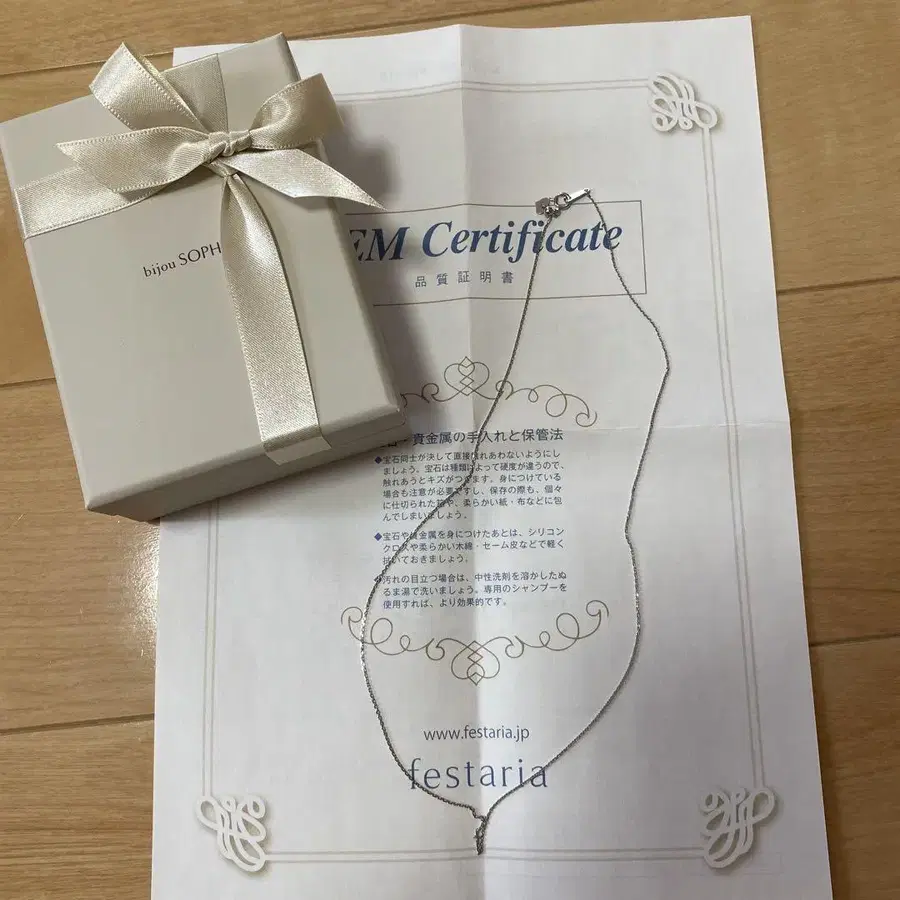 bijou SOPH
EM Certificate
品質証明書
・貴金属の手入れと保管法
◆宝石同士が決して直接触れあわないようにし
ましょう。宝石は種類によって硬度が違うので、
触れあうとキズがつきます。身につけている
場合も注意が必要ですし、保存の際も、個々
に仕切られた箱や、柔らかい紙・布などに包
んでしまいましょう。
◆宝石や貴金属を身につけたあとは、シリコン
クロスや柔らかい木綿・セーム皮などで軽く
拭いておきましょう。
◆汚れの目立つ場合は、中性洗剤を溶かしたぬ
るま湯で洗いましょう。専用のシャンプーを
使用すれば、より効果的です。
www.festaria.jp
festaria